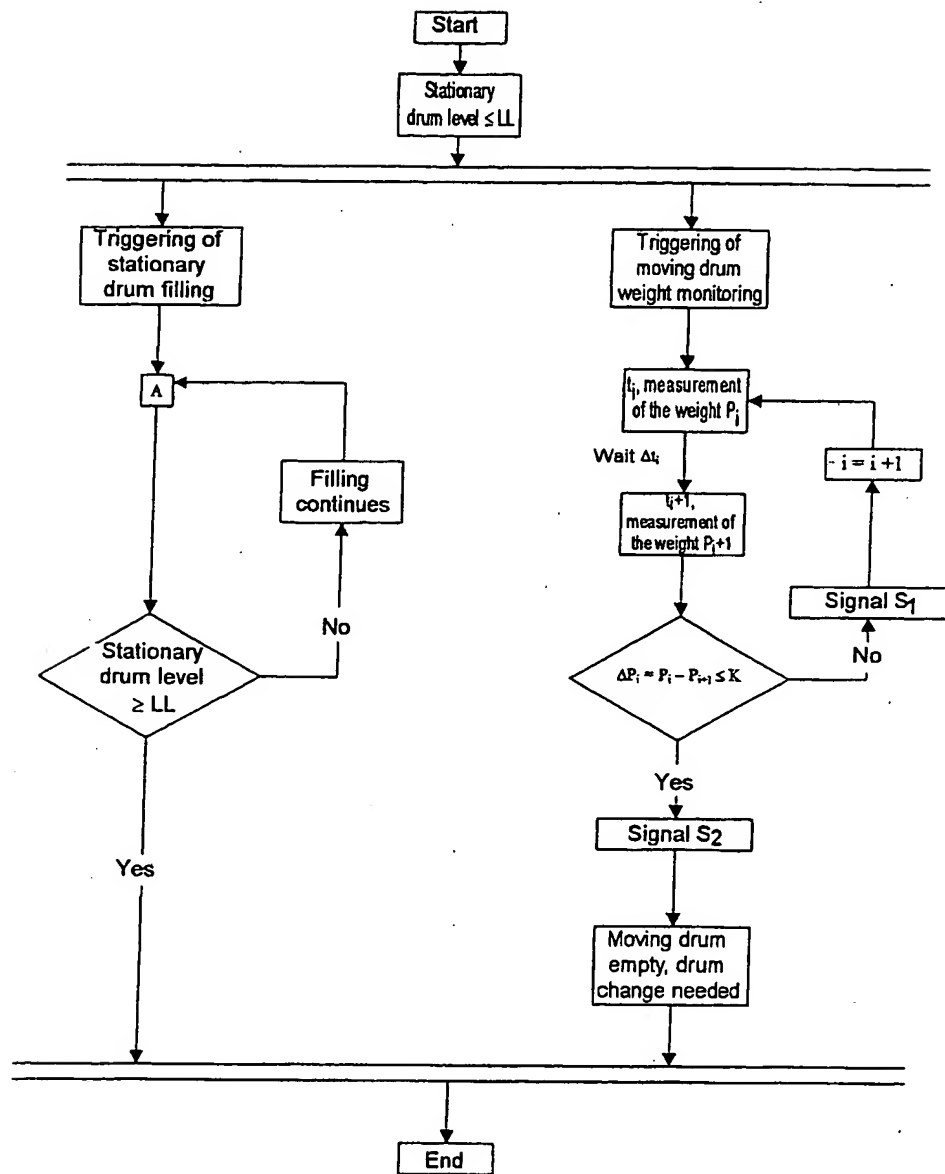 Start
Stationary
drum level ≤ LL
Triggering of
stationary
drum filling
A
Filling
continues
No
Stationary
drum level
≥ LL
Yes
Triggering of
moving drum
weight monitoring
tᵢ, measurement
of the weight Pᵢ
Wait Δtᵢ
tᵢ+1,
measurement of
the weight Pᵢ+1
- i = i +1
Signal S₁
No
ΔPᵢ = Pᵢ − Pᵢ₊₁ ≤ K
Yes
Signal S₂
Moving drum
empty, drum
change needed
End